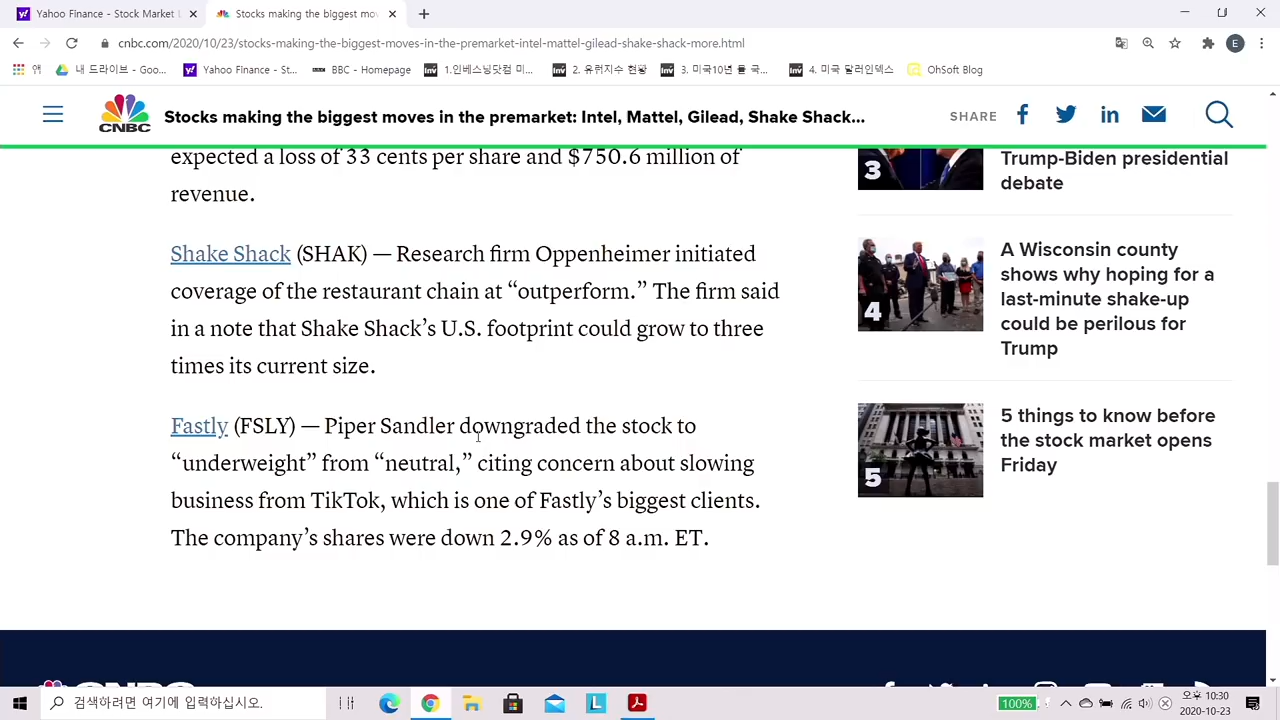 Yahoo Finance - Stock Market
Stocks making the biggest mov
cnbc.com/2020/10/23/stocks-making-the-biggest-moves-in-the-premarket-intel-mattel-gilead-shake-shack-more.html
E
앱
내 드라이브 - Goo...
Yahoo Finance - St...
BBC - Homepage
1.인베스닝닷컴 미...
2. 유럽지수 현황
3. 미국10년 물 국...
4. 미국 달러인덱스
OhSoft Blog
CNBC
Stocks making the biggest moves in the premarket: Intel, Mattel, Gilead, Shake Shack...
SHARE
expected a loss of 33 cents per share and $750.6 million of
revenue.
Shake Shack (SHAK) — Research firm Oppenheimer initiated
coverage of the restaurant chain at “outperform.” The firm said
in a note that Shake Shack’s U.S. footprint could grow to three
times its current size.
Fastly (FSLY) — Piper Sandler downgraded the stock to
“underweight” from “neutral,” citing concern about slowing
business from TikTok, which is one of Fastly’s biggest clients.
The company’s shares were down 2.9% as of 8 a.m. ET.
3
Trump-Biden presidential
debate
4
A Wisconsin county
shows why hoping for a
last-minute shake-up
could be perilous for
Trump
5
5 things to know before
the stock market opens
Friday
검색하려면 여기에 입력하십시오.
100%
오후 10:30
2020-10-23